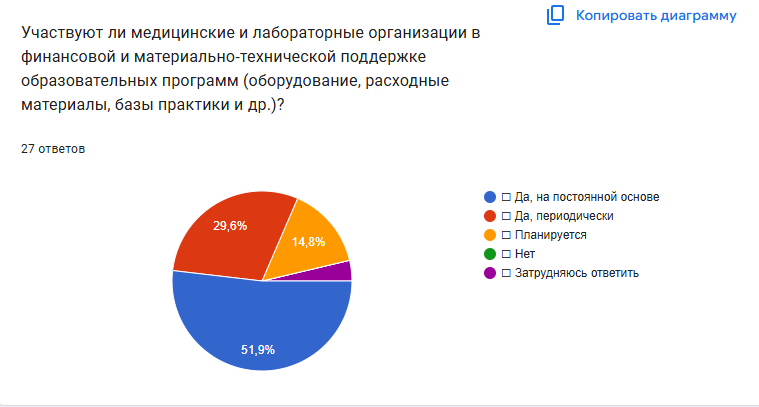 Копировать диаграмму
Участвуют ли медицинские и лабораторные организации в
финансовой и материально-технической поддержке
образовательных программ (оборудование, расходные
материалы, базы практики и др.)?
27 ответов
29,6%
14,8%
51,9%
☐ Да, на постоянной основе
☐ Да, периодически
☐ Планируется
☐ Нет
☐ Затрудняюсь ответить